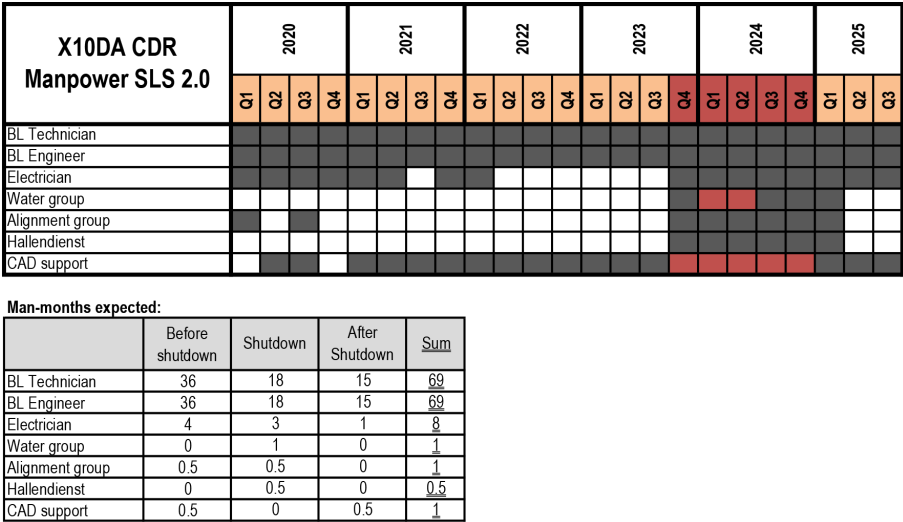 X10DA CDR
Manpower SLS 2.0
2020 2021 2022 2023 2024 2025
Q1 Q2 Q3 Q4 Q1 Q2 Q3 Q4 Q1 Q2 Q3 Q4 Q1 Q2 Q3 Q4 Q1 Q2 Q3 Q4 Q1 Q2 Q3
BL Technician
BL Engineer
Electrician
Water group
Alignment group
Hallendienst
CAD support
Man-months expected:
Before shutdown Shutdown After Shutdown Sum
BL Technician 36 18 15 69
BL Engineer 36 18 15 69
Electrician 4 3 1 8
Water group 0 1 0 1
Alignment group 0.5 0.5 0 1
Hallendienst 0 0.5 0 0.5
CAD support 0.5 0 0.5 1